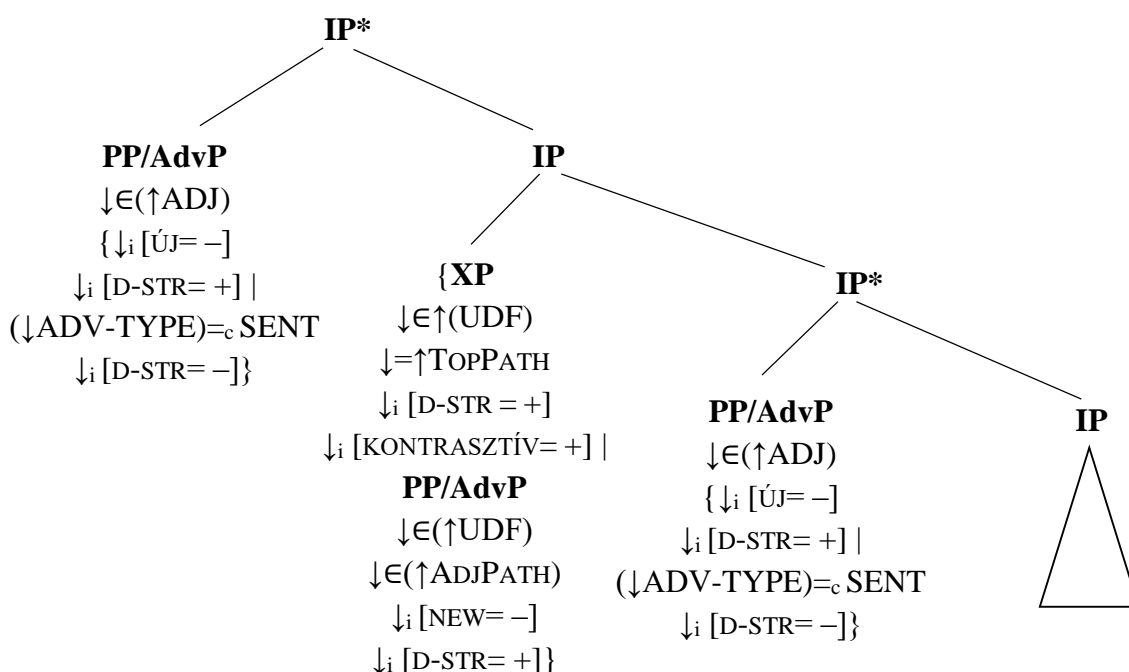 IP*
PP/AdvP
↓∈(↑ADJ)
{↓i [ÚJ= –]
↓i [D-STR= +] |
(↓ADV-TYPE)=c SENT
↓i [D-STR= –]}
IP
{XP
↓∈↑(UDF)
↓=↑TOPPATH
↓i [D-STR = +]
↓i [KONTRASZTÍV= +] |
PP/AdvP
↓∈(↑UDF)
↓∈(↑ADJPATH)
↓i [NEW= –]
↓i [D-STR= +]}
IP*
PP/AdvP
↓∈(↑ADJ)
{↓i [ÚJ= –]
↓i [D-STR= +] |
(↓ADV-TYPE)=c SENT
↓i [D-STR= –]}
IP